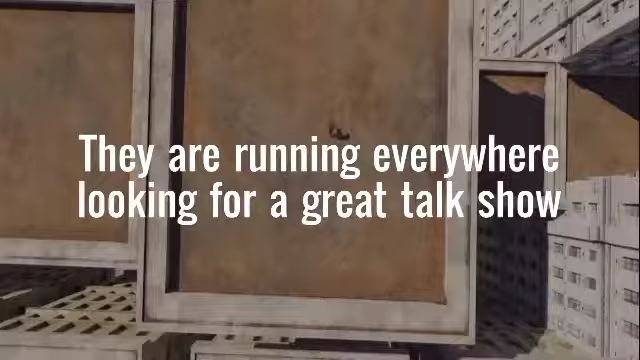 They are running everywhere
looking for a great talk show